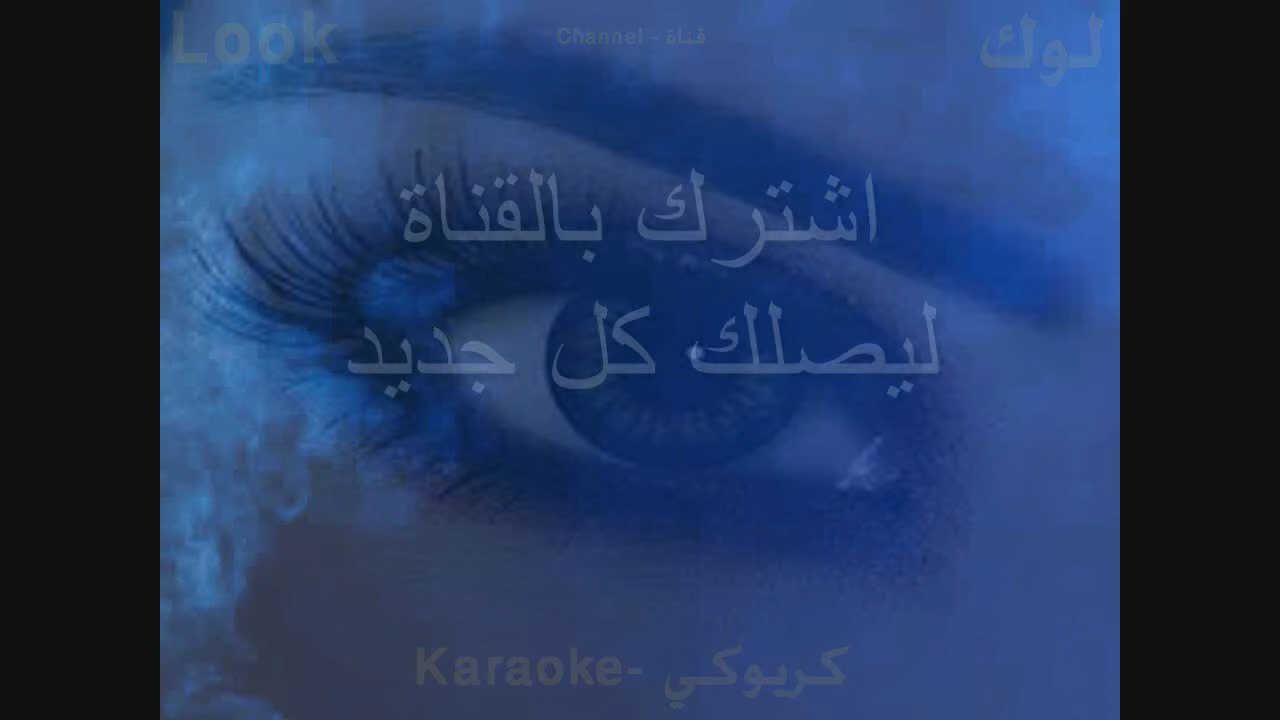 Look
Channel - قناة
لوك
اشترك بالقناة
ليصلك كل جديد
Karaoke- كريوكي